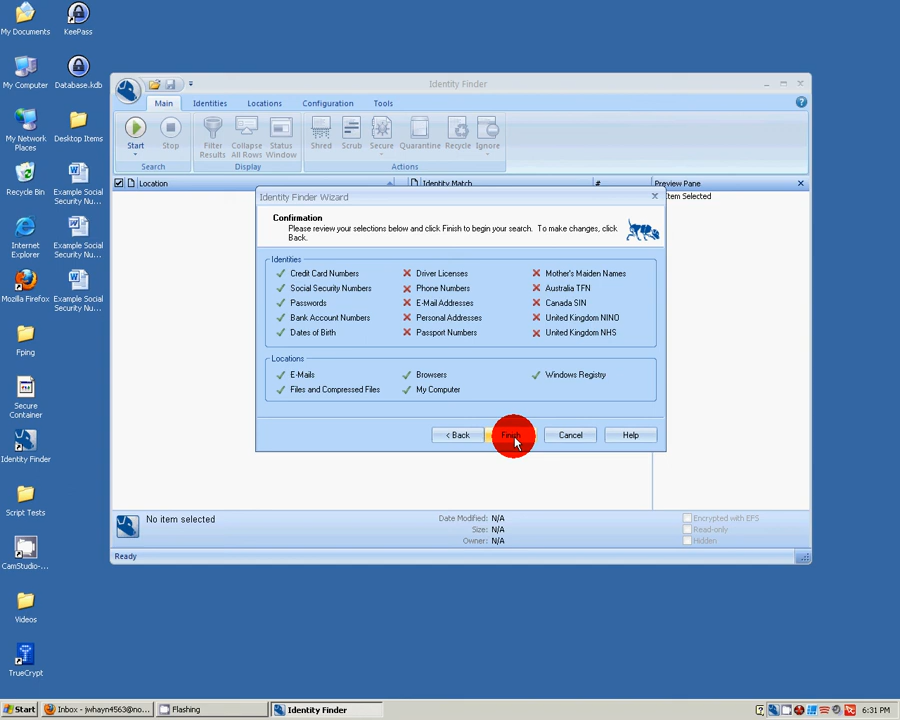 My Documents
KeePass
My Computer
Database.kdb
My Network
Places
Desktop Items
Recycle Bin
Example Social
Security Nu...
Internet
Explorer
Example Social
Security Nu...
Mozilla Firefox
Example Social
Security Nu...
Fping
Secure
Container
Identity Finder
Script Tests
CamStudio-...
Videos
TrueCrypt
Identity Finder
Main
Identities
Locations
Configuration
Tools
Start
Stop
Filter
Results
Collapse
All Rows
Status
Window
Shred
Scrub
Secure
Quarantine
Recycle
Ignore
Search
Display
Actions
Location
Identity Match
#
Preview Pane
Item Selected
Identity Finder Wizard
Confirmation
Please review your selections below and click Finish to begin your search. To make changes, click
Back.
Identities
Credit Card Numbers
Driver Licenses
Mother's Maiden Names
Social Security Numbers
Phone Numbers
Australia TFN
Passwords
E-Mail Addresses
Canada SIN
Bank Account Numbers
Personal Addresses
United Kingdom NINO
Dates of Birth
Passport Numbers
United Kingdom NHS
Locations
E-Mails
Browsers
Windows Registry
Files and Compressed Files
My Computer
< Back
Finish
Cancel
Help
No item selected
Date Modified: N/A
Size: N/A
Owner: N/A
Encrypted with EFS
Read-only
Hidden
Ready
Start
Inbox - jwhayn4563@no...
Flashing
Identity Finder
6:31 PM